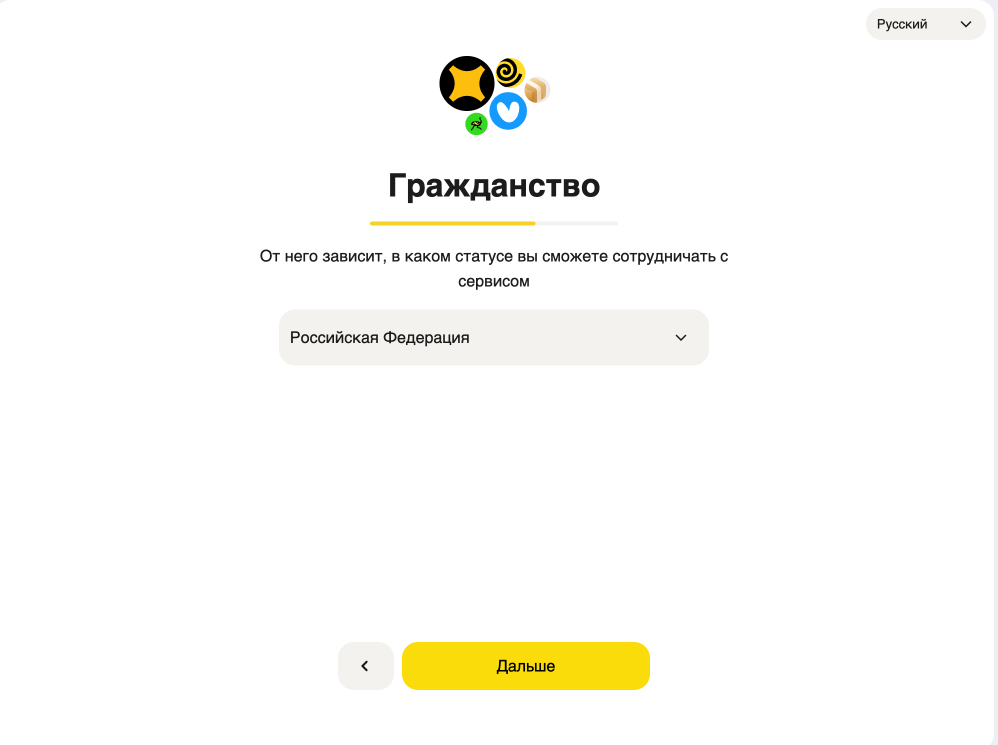 Русский
Гражданство
От него зависит, в каком статусе вы сможете сотрудничать с
сервисом
Российская Федерация
Дальше